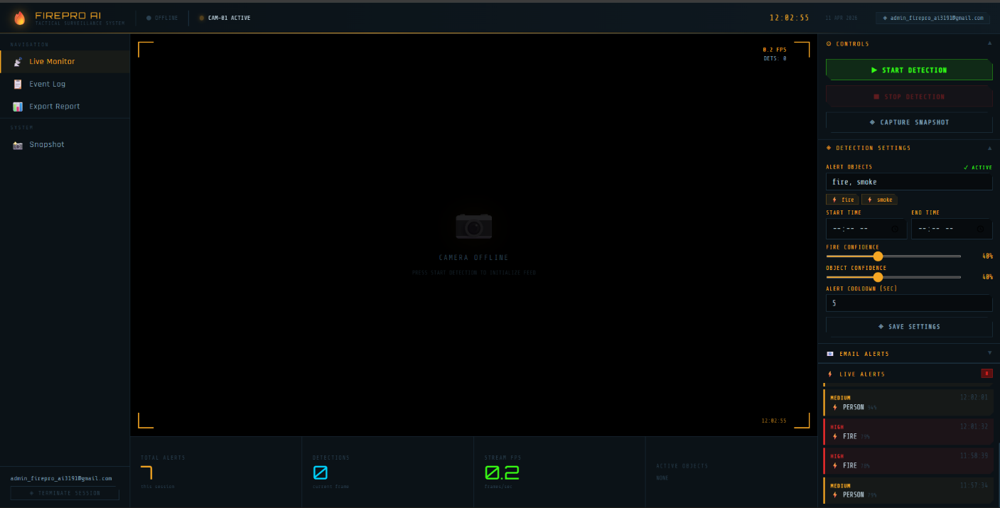 FIREPRO AI
TACTICAL SURVEILLANCE SYSTEM
OFFLINE
CAM-01 ACTIVE
12:02:55
11 APR 2026
admin_firepro_ai3191@gmail.com
NAVIGATION
Live Monitor
Event Log
Export Report
SYSTEM
Snapshot
admin_firepro_ai3191@gmail.com
TERMINATE SESSION
0.2 FPS
DETS: 0
CAMERA OFFLINE
PRESS START DETECTION TO INITIALIZE FEED
12:02:55
TOTAL ALERTS
7
this session
DETECTIONS
0
current frame
STREAM FPS
0.2
frames/sec
ACTIVE OBJECTS
NONE
CONTROLS
START DETECTION
STOP DETECTION
CAPTURE SNAPSHOT
DETECTION SETTINGS
ALERT OBJECTS
✓ ACTIVE
fire, smoke
fire
smoke
START TIME
END TIME
--:-- --
--:-- --
FIRE CONFIDENCE
40%
OBJECT CONFIDENCE
40%
ALERT COOLDOWN (SEC)
5
SAVE SETTINGS
EMAIL ALERTS
LIVE ALERTS
MEDIUM
12:02:01
PERSON 54%
HIGH
12:01:32
FIRE 79%
HIGH
11:58:39
FIRE
MEDIUM
11:57:34
PERSON 79%